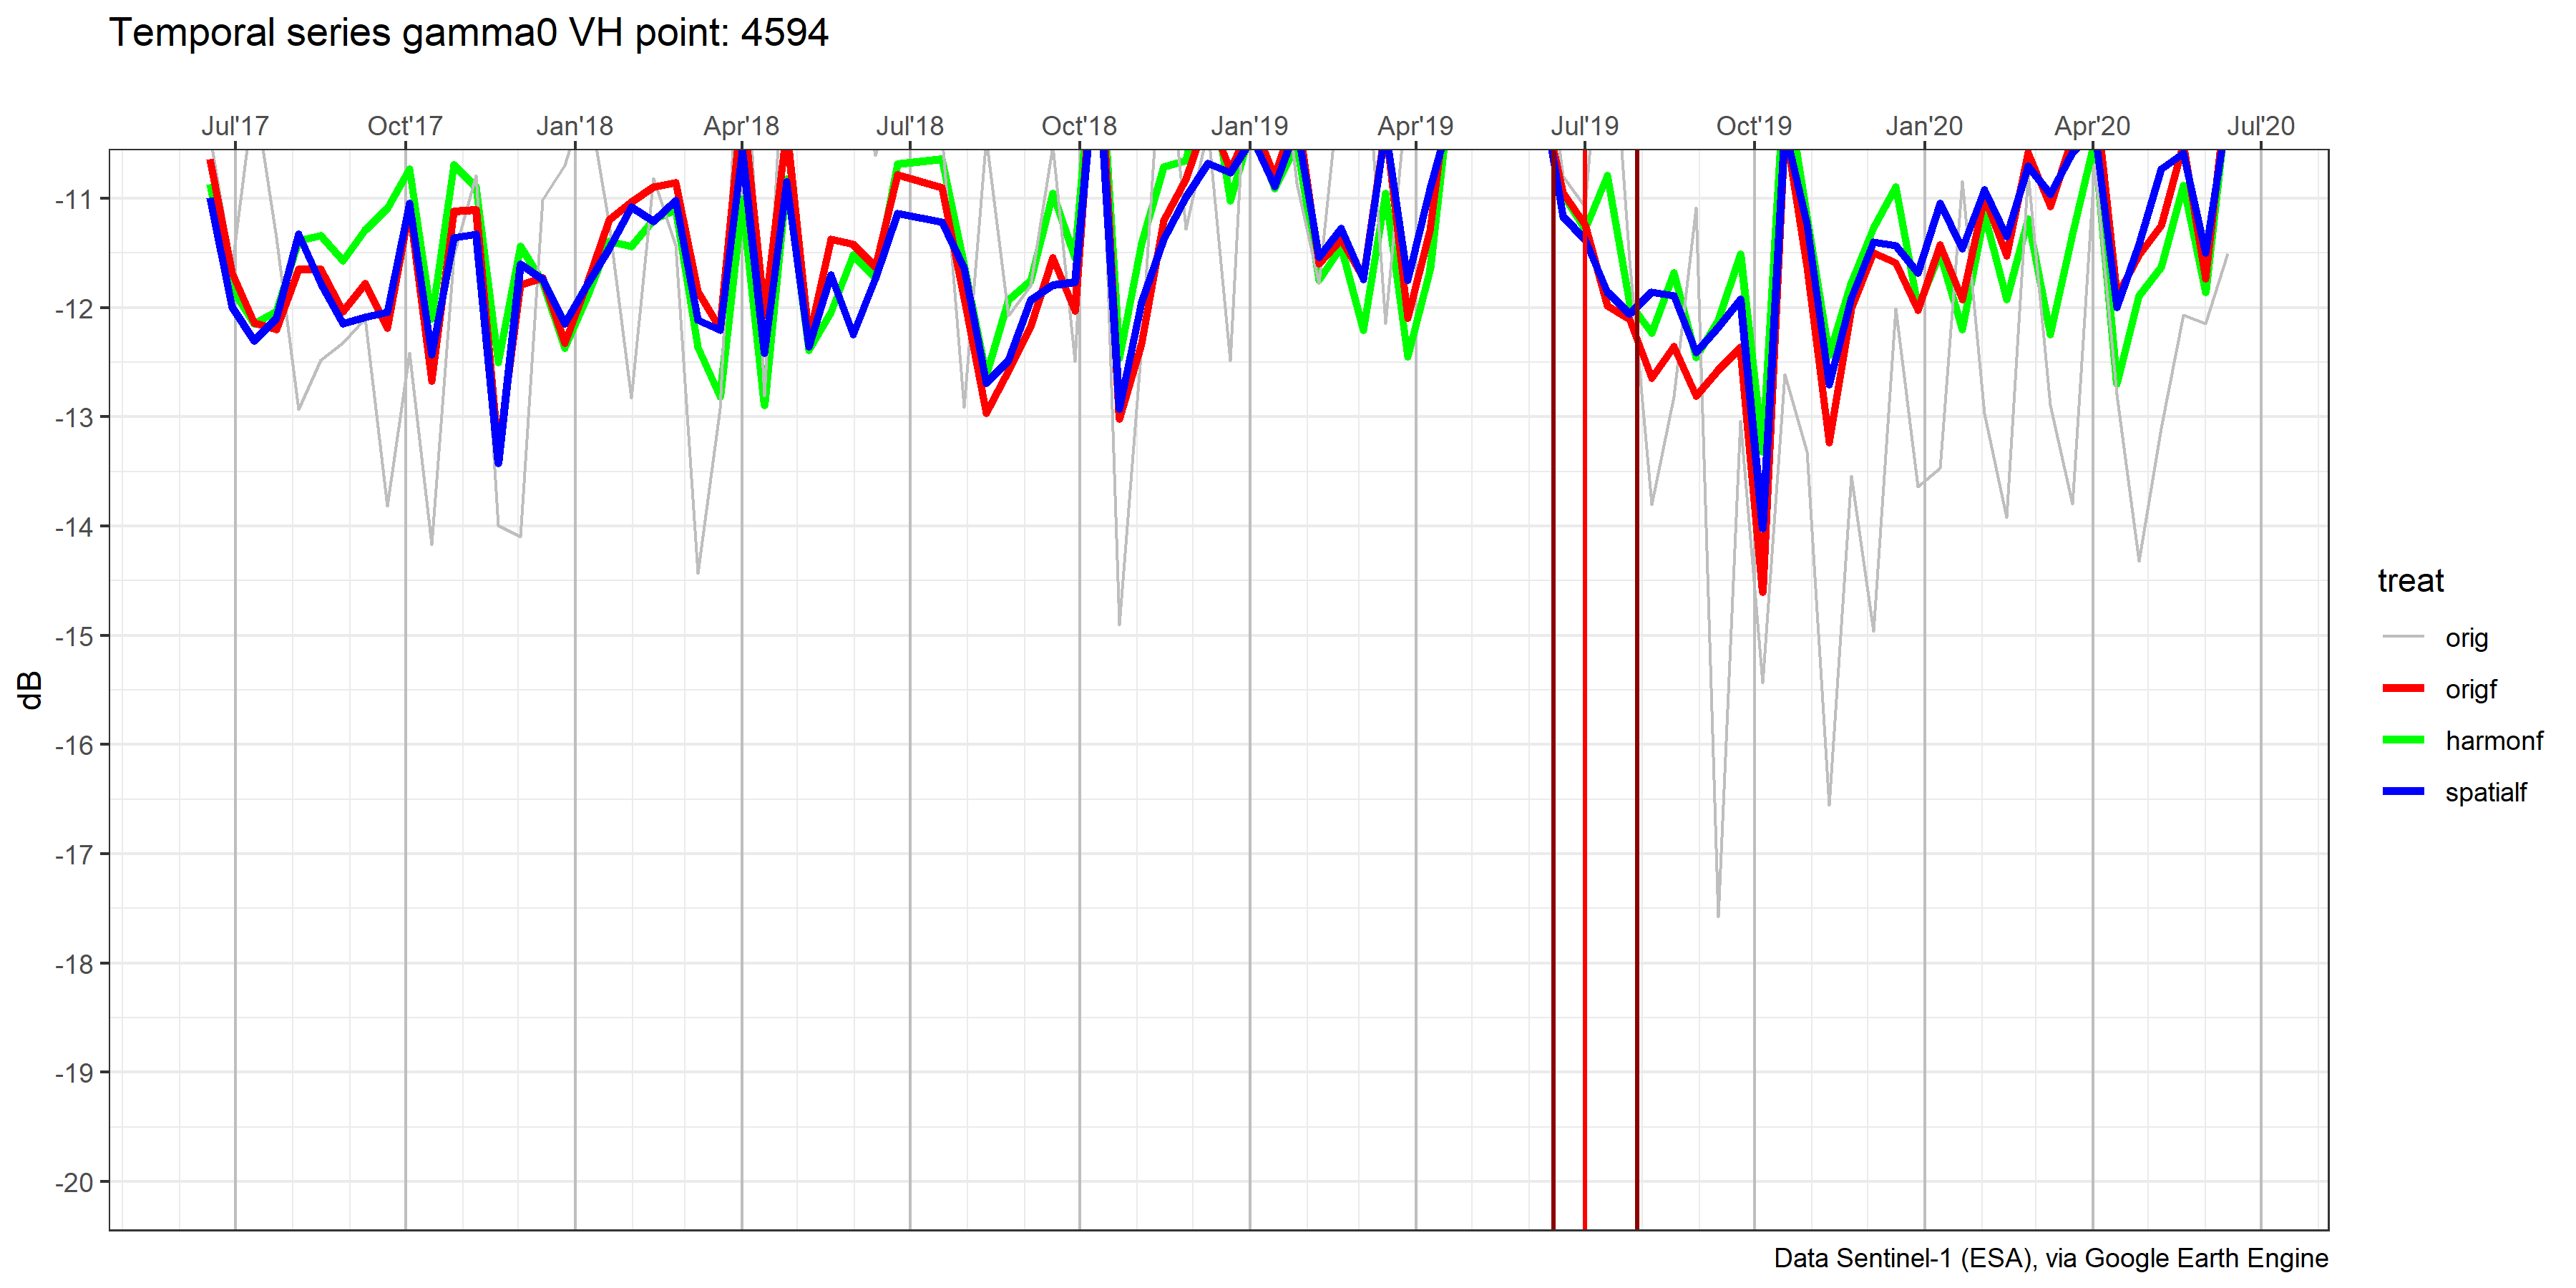 Temporal series gamma0 VH point: 4594
Jul'17 Oct'17 Jan'18 Apr'18 Jul'18 Oct'18 Jan'19 Apr'19 Jul'19 Oct'19 Jan'20 Apr'20 Jul'20
-11
-12
-13
-14
-15
-16
-17
-18
-19
-20
dB
treat
orig
origf
harmonf
spatialf
Data Sentinel-1 (ESA), via Google Earth Engine